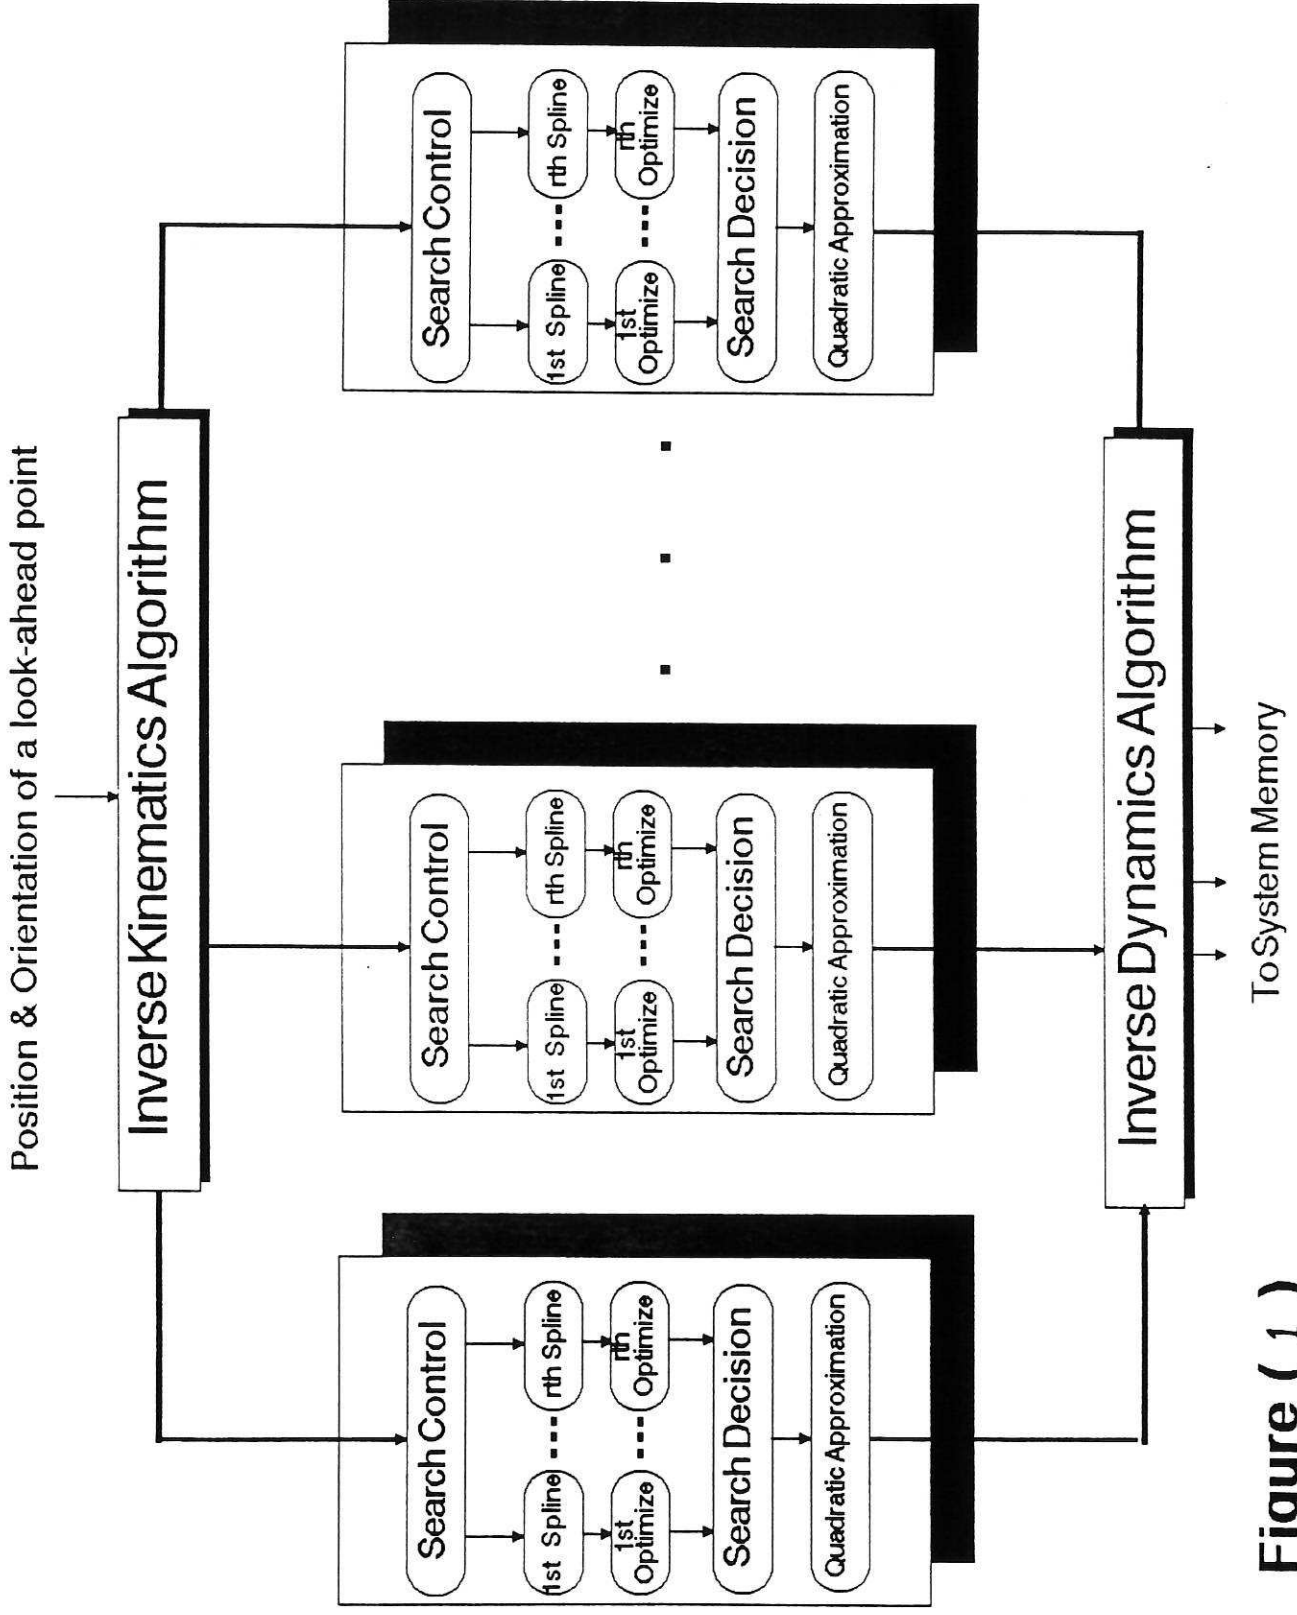 Position & Orientation of a look-ahead point
Inverse Kinematics Algorithm
Search Control
1st Spline
rth Spline
1st
Optimize
rth
Optimize
Search Decision
Quadratic Approximation
Search Control
1st Spline
rth Spline
1st
Optimize
rth
Optimize
Search Decision
Quadratic Approximation
Search Control
1st Spline
rth Spline
1st
Optimize
rth
Optimize
Search Decision
Quadratic Approximation
Inverse Dynamics Algorithm
To System Memory
Figure ( 1 )